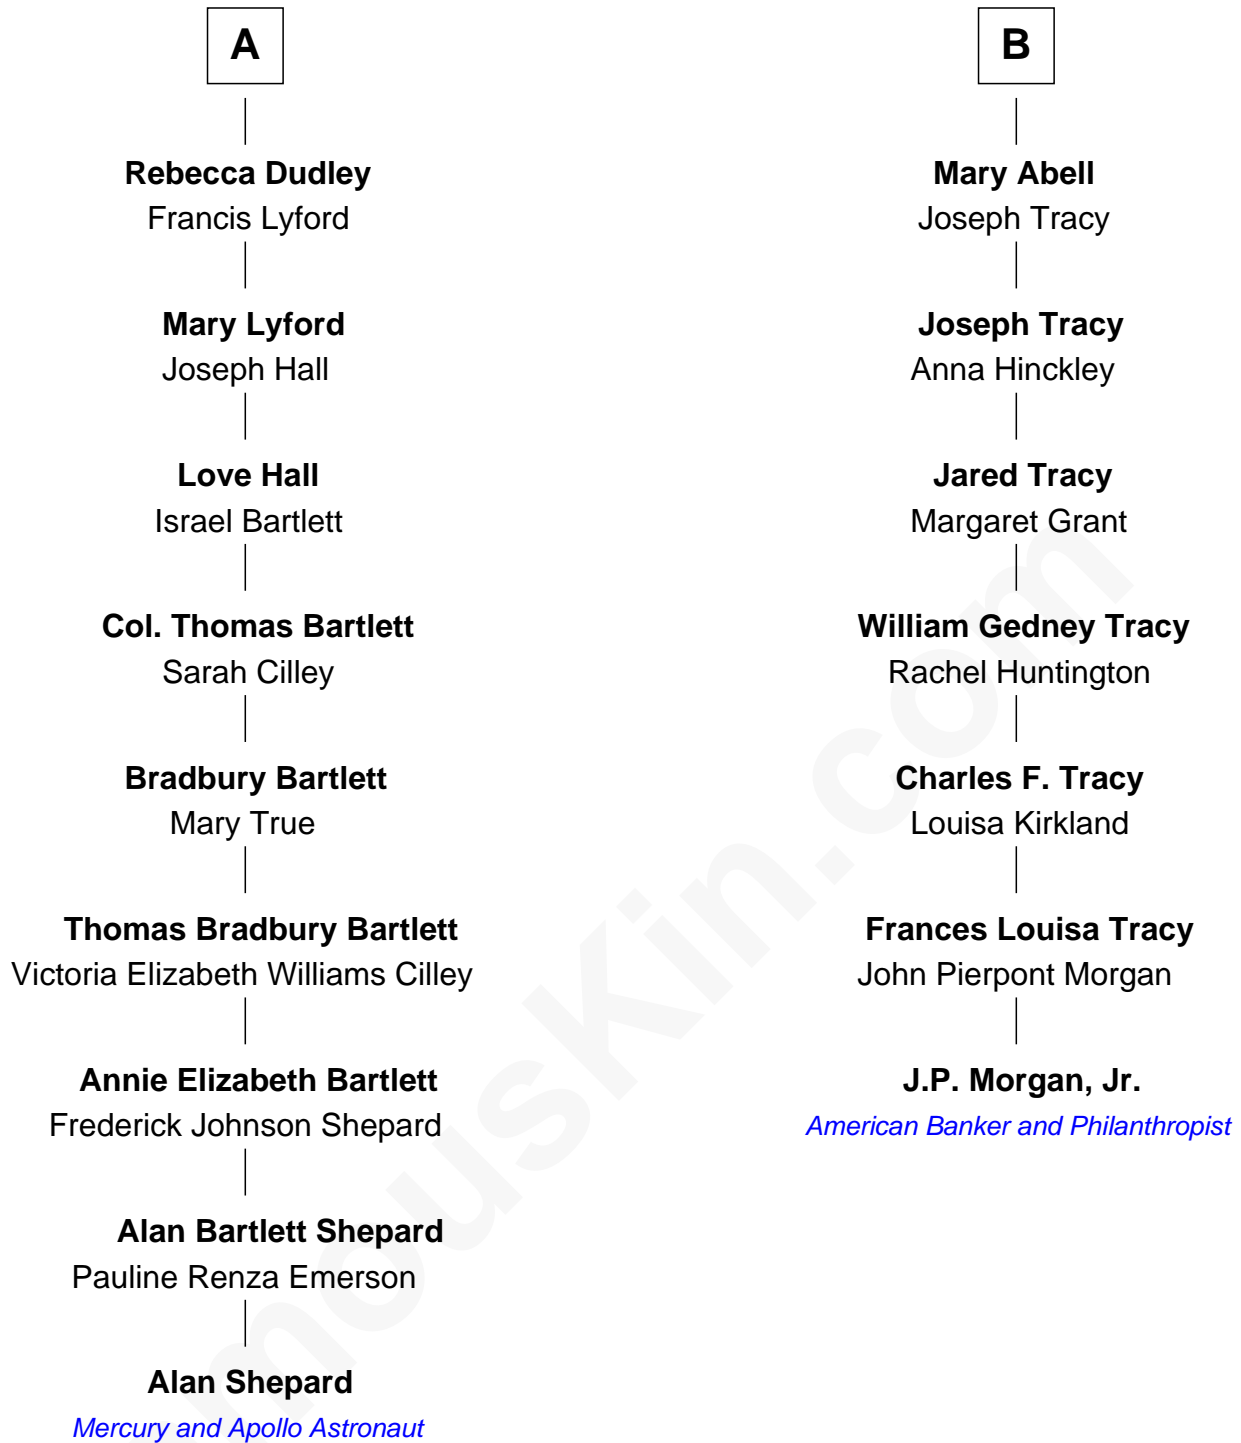 A
Rebecca Dudley
Francis Lyford
Mary Lyford
Joseph Hall
Love Hall
Israel Bartlett
Col. Thomas Bartlett
Sarah Cilley
Bradbury Bartlett
Mary True
Thomas Bradbury Bartlett
Victoria Elizabeth Williams Cilley
Annie Elizabeth Bartlett
Frederick Johnson Shepard
Alan Bartlett Shepard
Pauline Renza Emerson
Alan Shepard
Mercury and Apollo Astronaut
B
Mary Abell
Joseph Tracy
Joseph Tracy
Anna Hinckley
Jared Tracy
Margaret Grant
William Gedney Tracy
Rachel Huntington
Charles F. Tracy
Louisa Kirkland
Frances Louisa Tracy
John Pierpont Morgan
J.P. Morgan, Jr.
American Banker and Philanthropist
mousKin.com